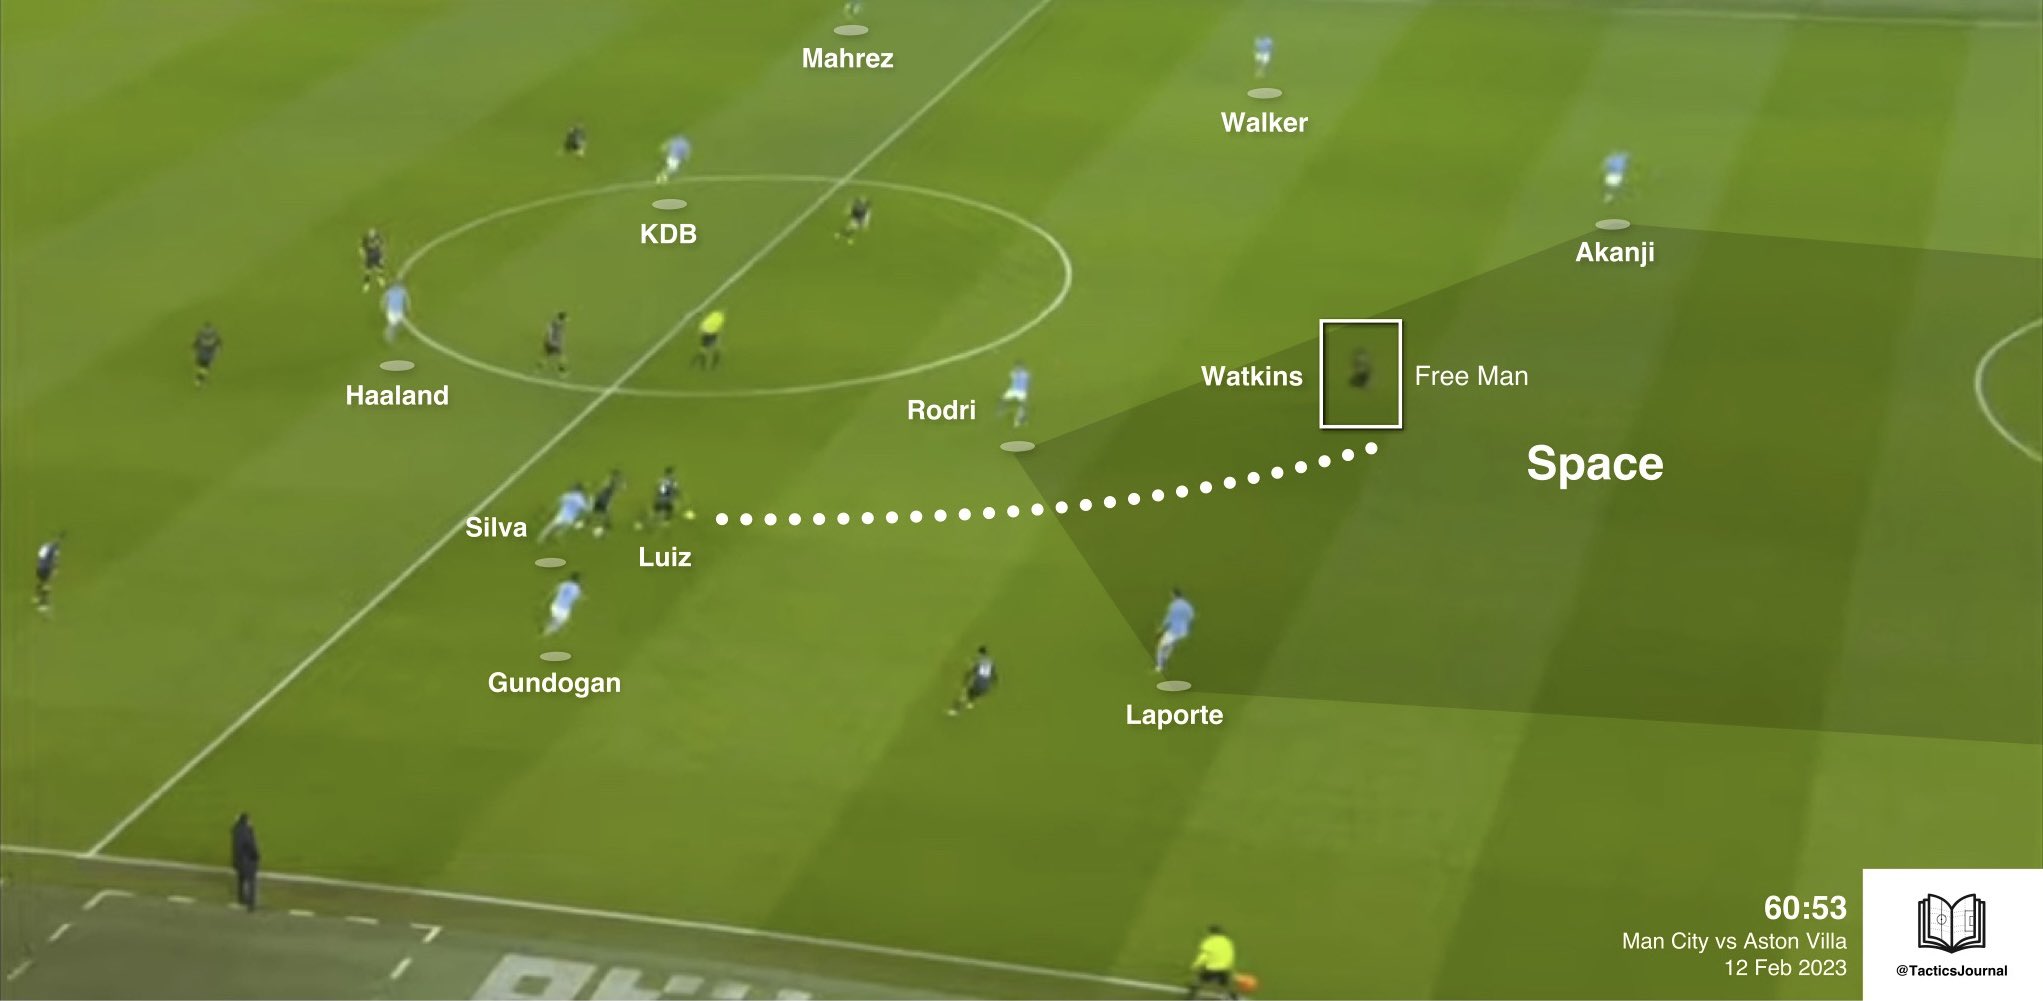 Mahrez
Walker
KDB
Akanji
Haaland
Rodri
Watkins
Free Man
Space
Silva
Luiz
Gundogan
Laporte
60:53
Man City vs Aston Villa
12 Feb 2023
@TacticsJournal